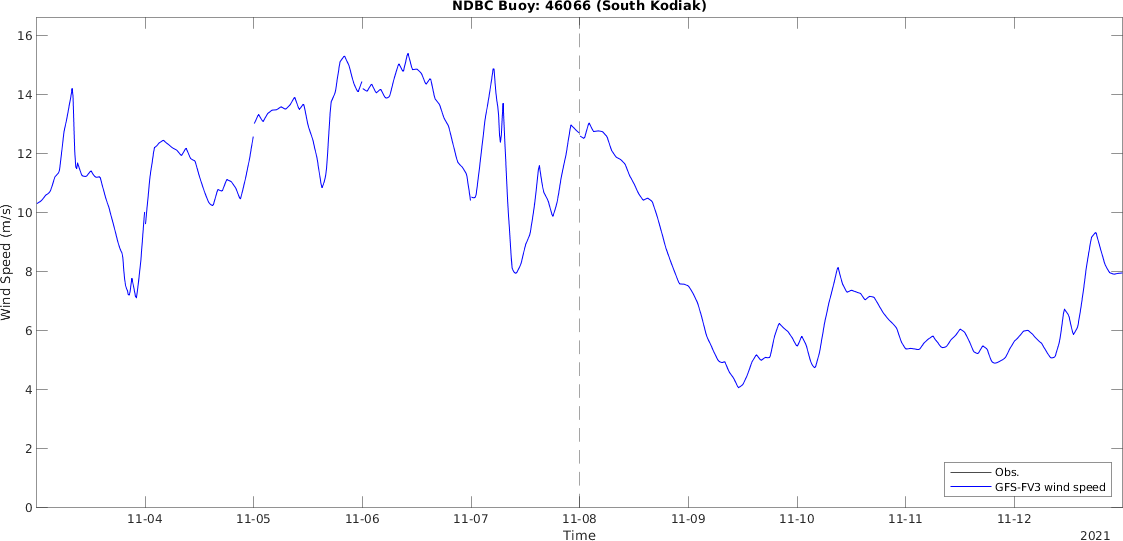 NDBC Buoy: 46066 (South Kodiak)
16
14
12
10
8
6
4
2
0
Wind Speed (m/s)
11-04 11-05 11-06 11-07 11-08 11-09 11-10 11-11 11-12
Time
2021
Obs.
GFS-FV3 wind speed